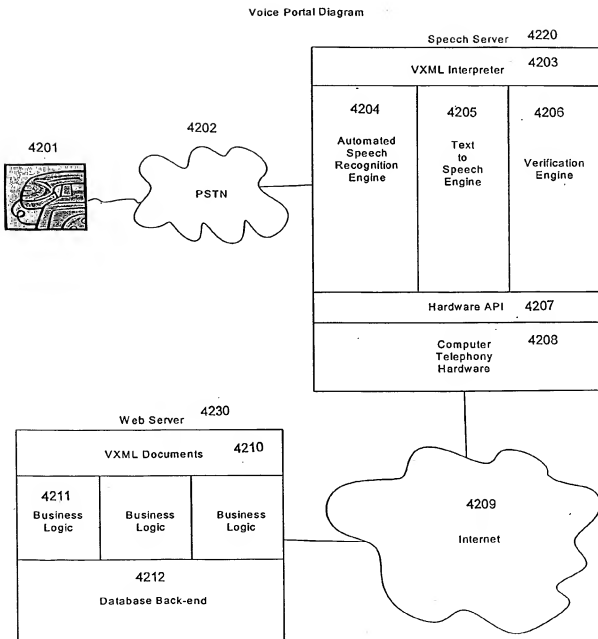 Voice Portal Diagram
Speech Server 4220
VXML Interpreter 4203
4204
Automated
Speech
Recognition
Engine
4205
Text
to
Speech
Engine
4206
Verification
Engine
4201
4202
PSTN
Hardware API 4207
Computer
Telephony
Hardware
4208
Web Server 4230
VXML Documents 4210
4211
Business
Logic
Business
Logic
Business
Logic
4212
Database Back-end
4209
Internet